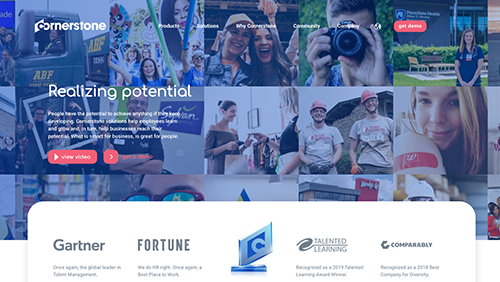 Cornerstone
Products Solutions Why Cornerstone Community Company get demo
Realizing potential
People have the potential to achieve anything if they keep
developing. Cornerstone solutions help employees learn
and grow and, in turn, help businesses reach their
potential. What is smart for business, is great for people.
view video get a demo
ABF
ABF
Gartner
Once again, the global leader in
Talent Management.
FORTUNE
We do HR right. Once again, a
Best Place to Work.
TALENTED
LEARNING
Recognized as a 2019 Talented
Learning Award Winner
COMPARABLY
Recognized as a 2018 Best
Company for Diversity.